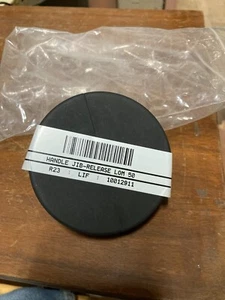 HANDLE JIB-RELEASE LOM 50
R23 : LIF : 10012911